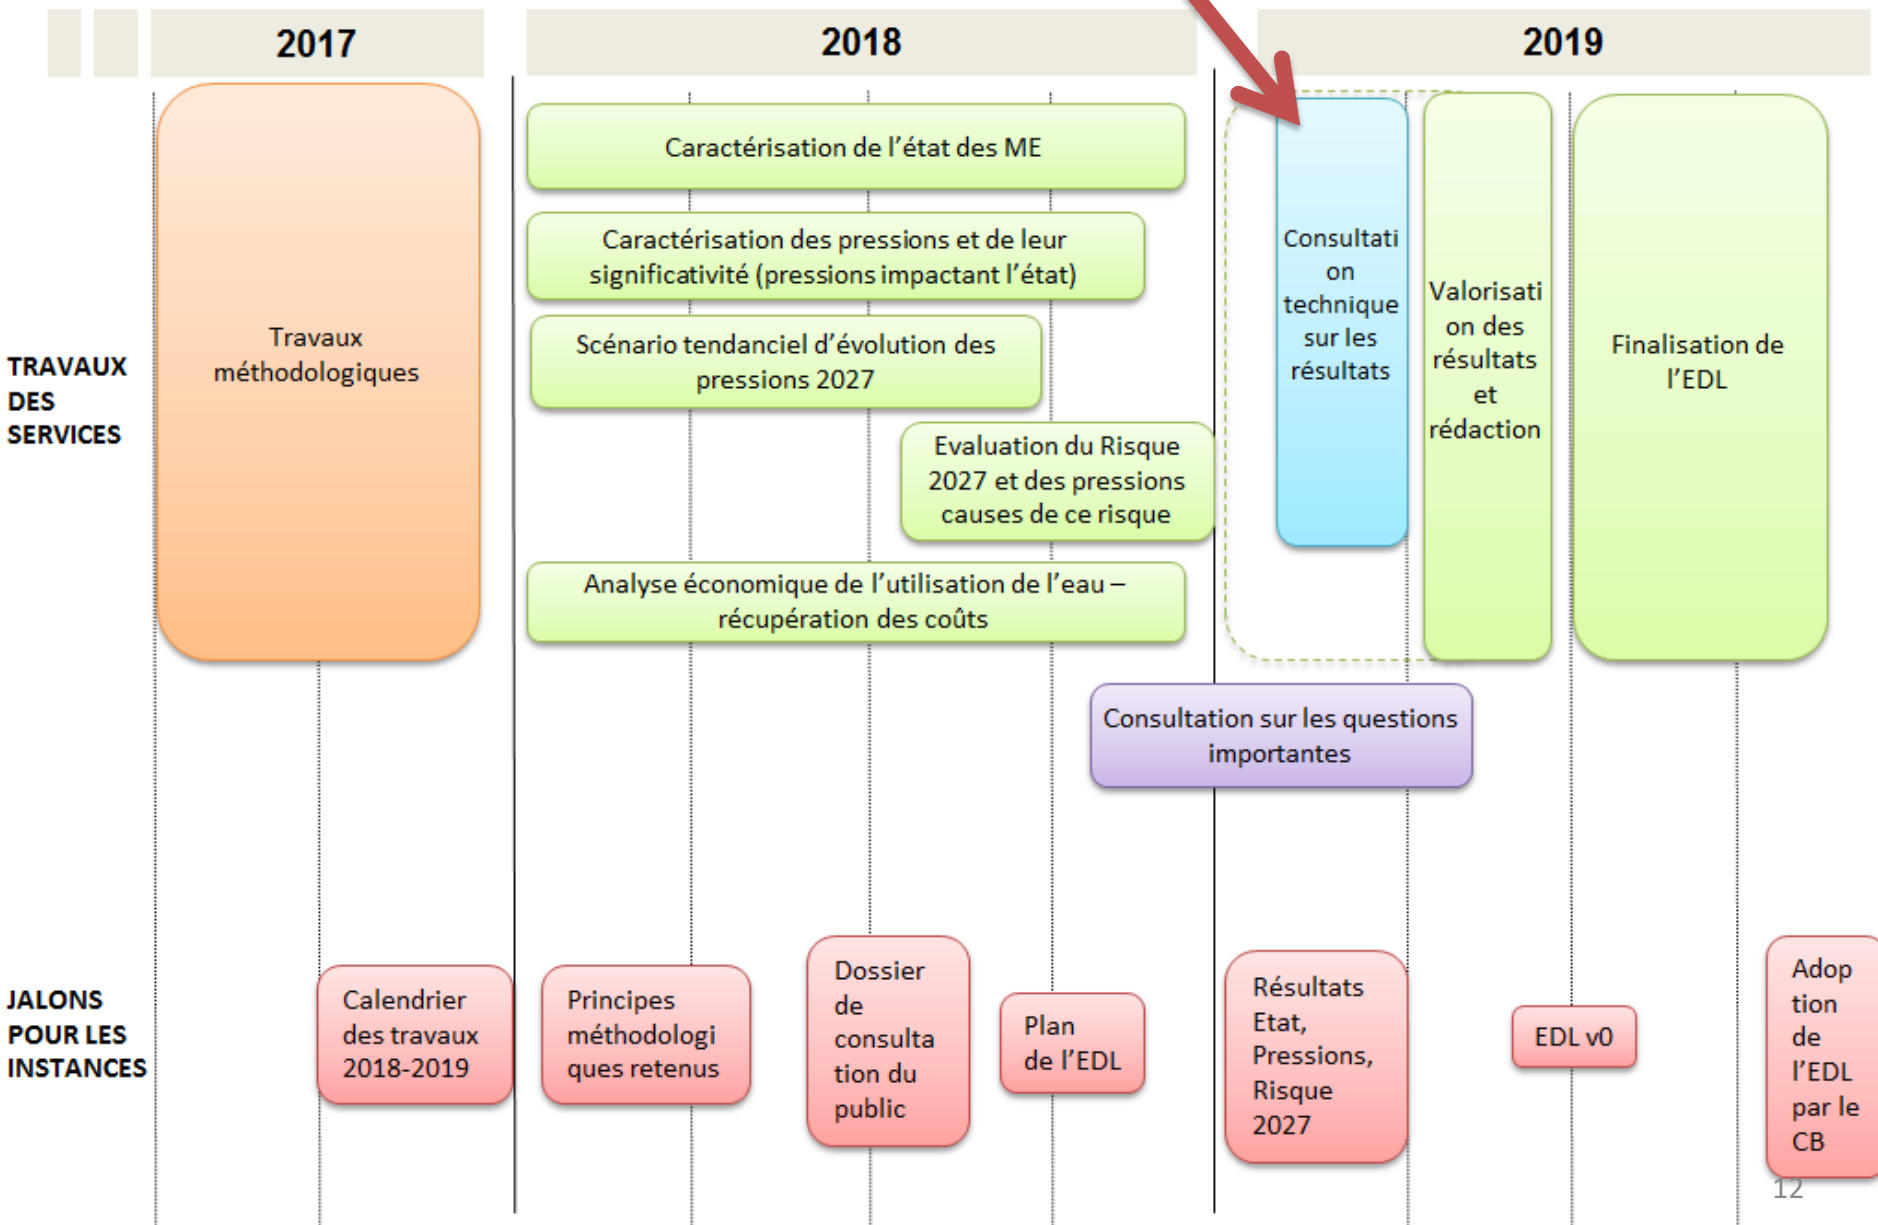 2017
2018
2019
TRAVAUX
DES
SERVICES
Travaux
méthodologiques
Caractérisation de l’état des ME
Caractérisation des pressions et de leur
significativité (pressions impactant l’état)
Scénario tendanciel d’évolution des
pressions 2027
Evaluation du Risque
2027 et des pressions
causes de ce risque
Analyse économique de l’utilisation de l’eau –
récupération des coûts
Consultati
on
technique
sur les
résultats
Valorisati
on des
résultats
et
rédaction
Finalisation de
l’EDL
Consultation sur les questions
importantes
JALONS
POUR LES
INSTANCES
Calendrier
des travaux
2018-2019
Principes
méthodologi
ques retenus
Dossier
de
consulta
tion du
public
Plan
de l’EDL
Résultats
Etat,
Pressions,
Risque
2027
EDL v0
Adop
tion
de
l’EDL
par le
CB
12